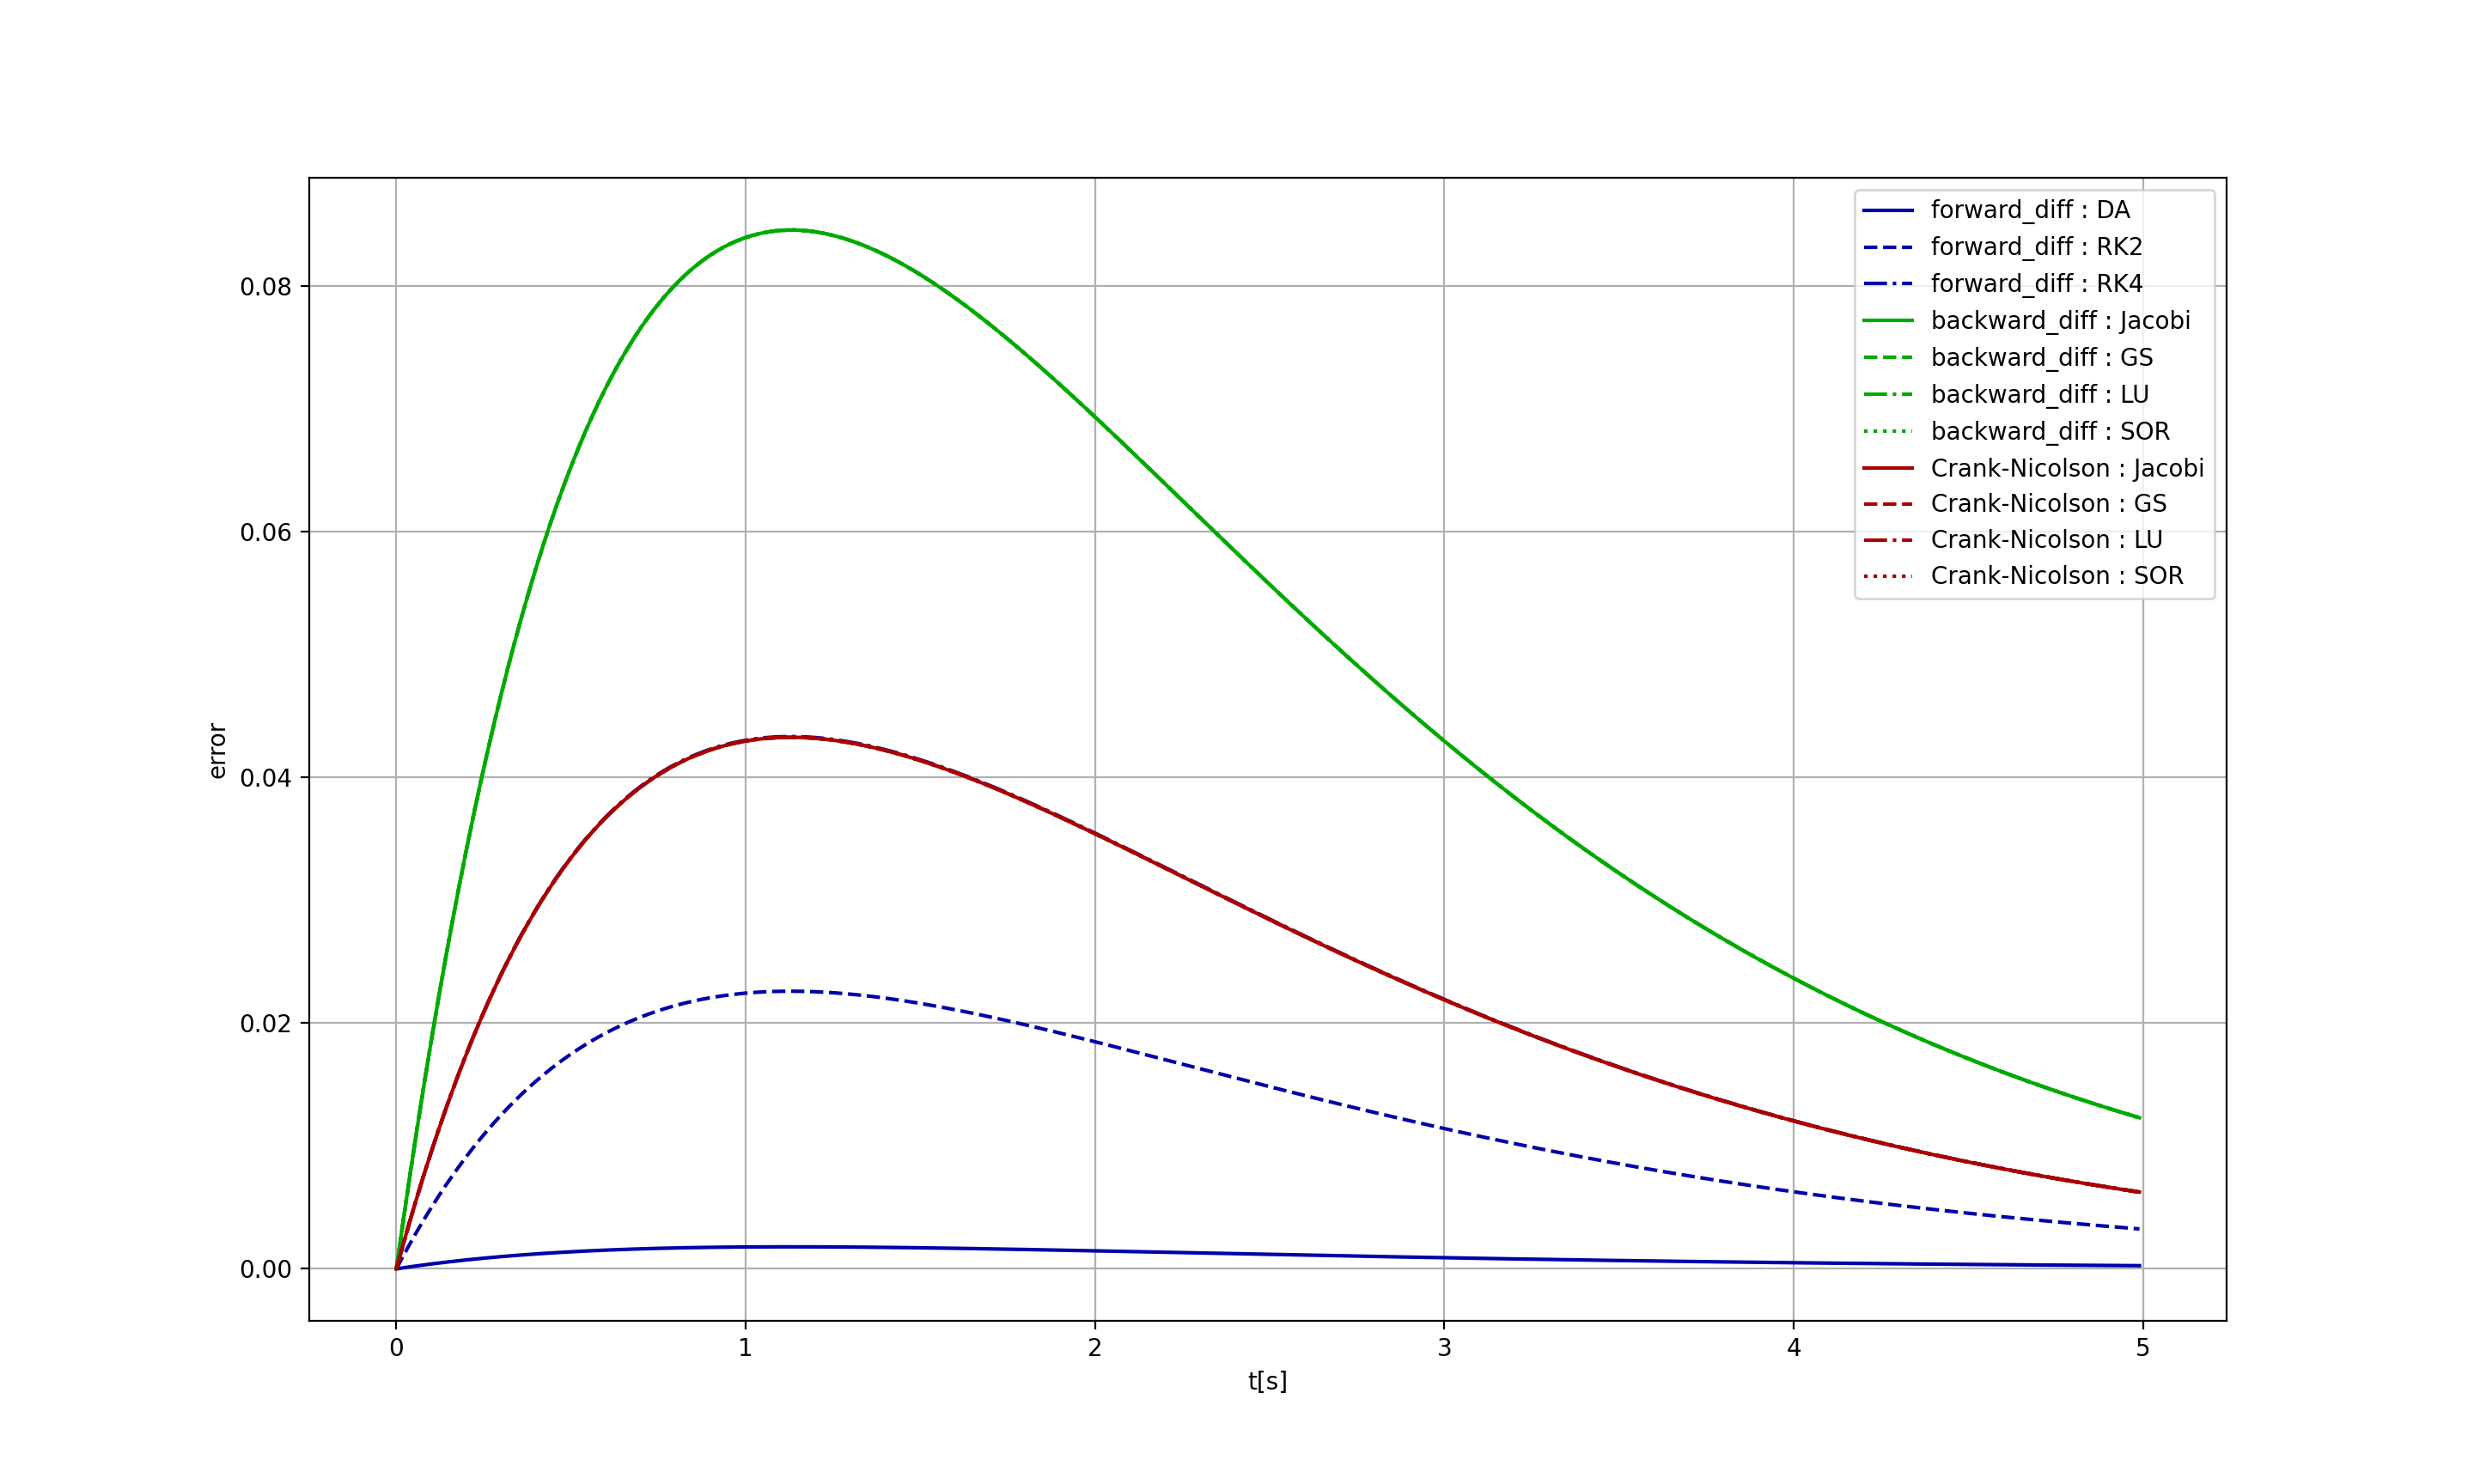 forward_diff : DA
forward_diff : RK2
forward_diff : RK4
backward_diff : Jacobi
backward_diff : GS
backward_diff : LU
backward_diff : SOR
Crank-Nicolson : Jacobi
Crank-Nicolson : GS
Crank-Nicolson : LU
Crank-Nicolson : SOR
0.08
0.06
0.04
0.02
0.00
error
0 1 2 3 4 5
t[s]